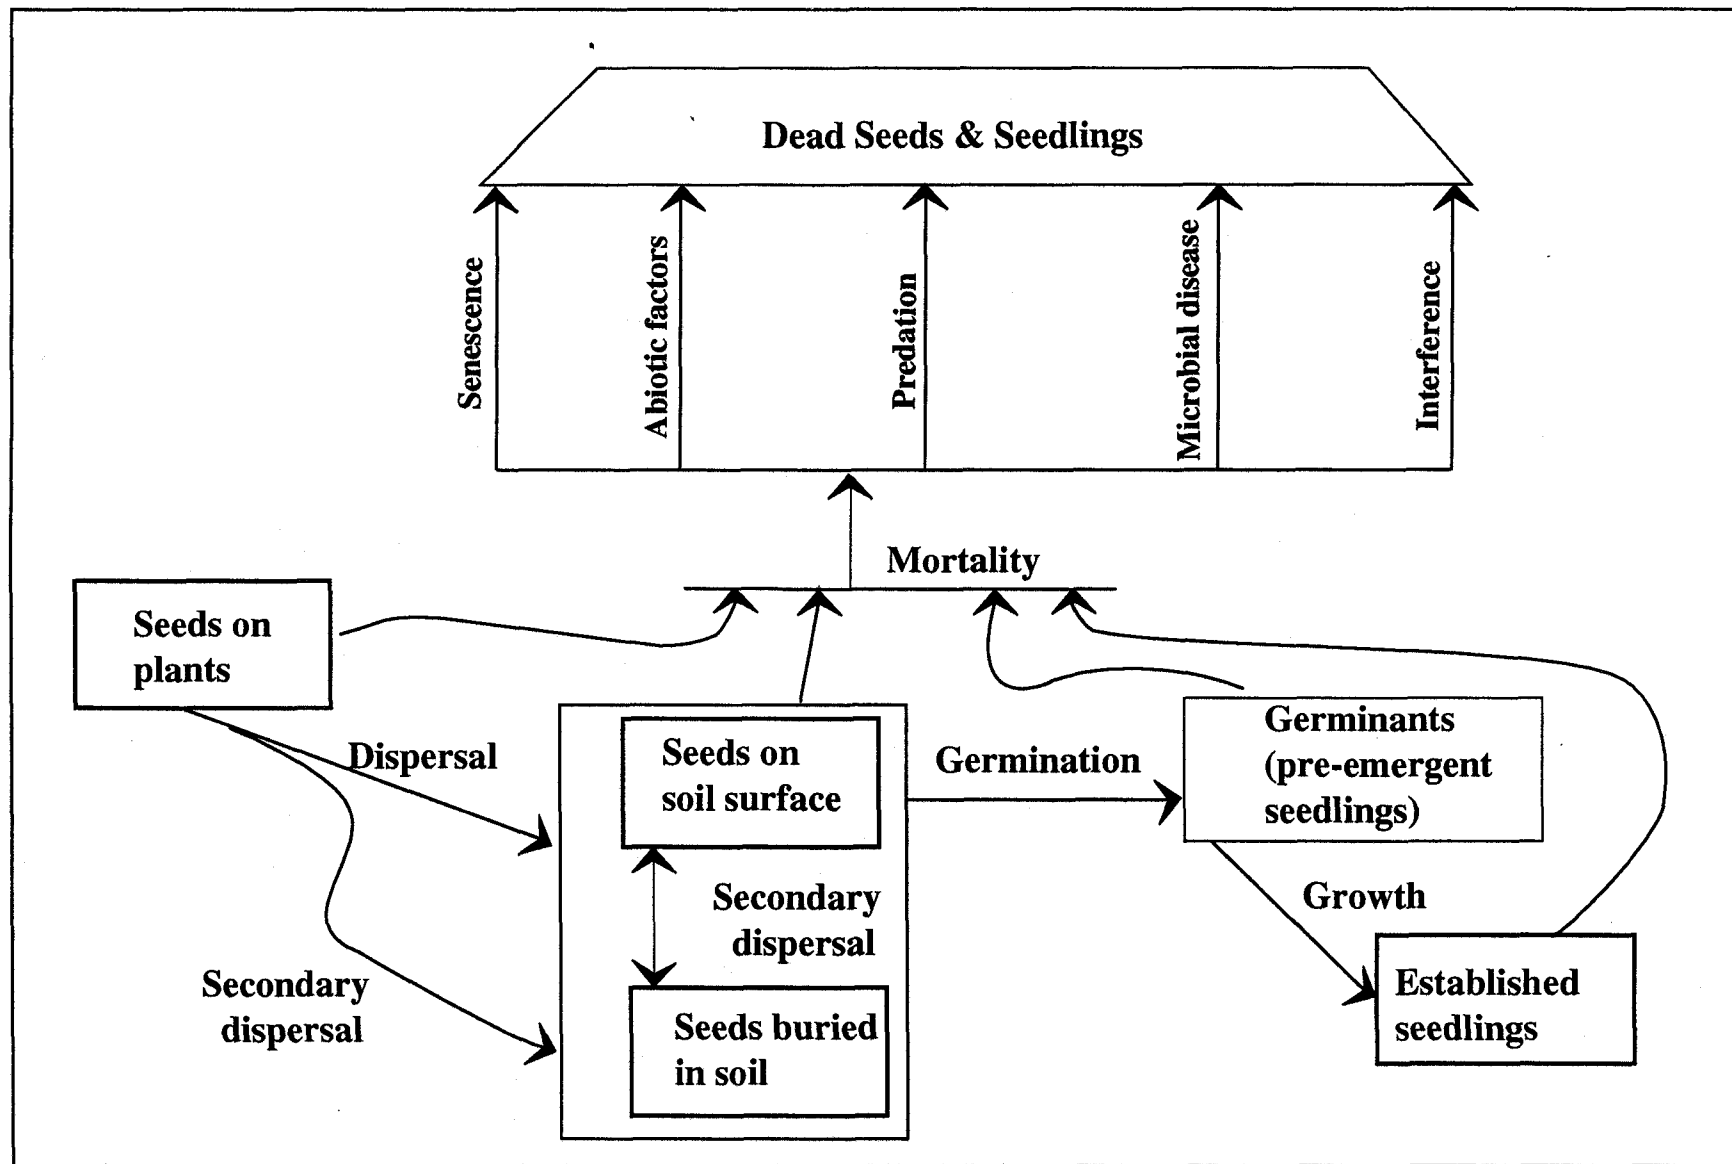 Dead Seeds & Seedlings
Senescence
Abiotic factors
Predation
Microbial disease
Interference
Mortality
Seeds on
plants
Dispersal
Secondary
dispersal
Seeds on
soil surface
Secondary
dispersal
Seeds buried
in soil
Germination
Germinants
(pre-emergent
seedlings)
Growth
Established
seedlings